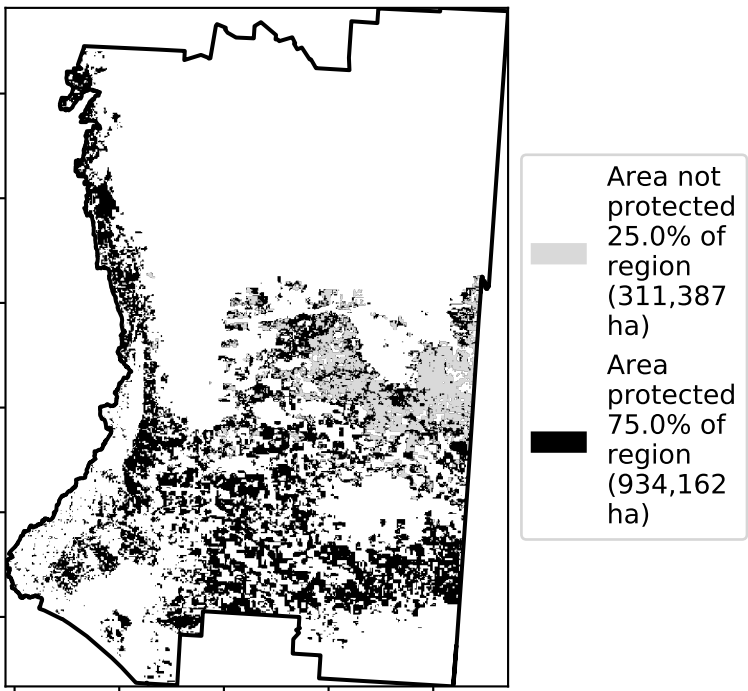 Area not
protected
25.0% of
region
(311,387
ha)
Area
protected
75.0% of
region
(934,162
ha)